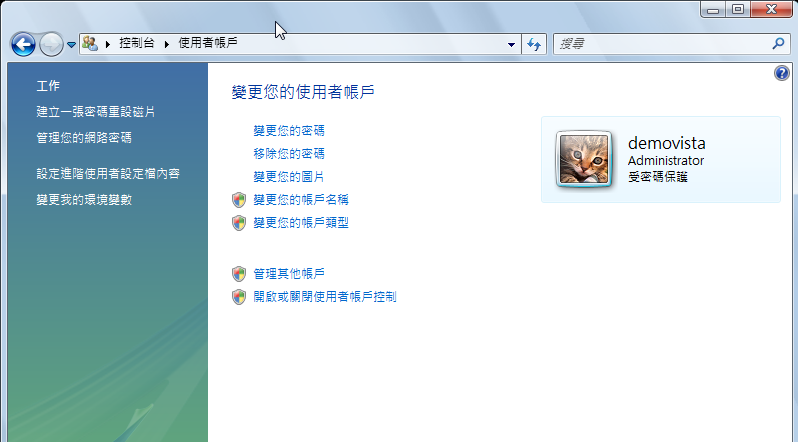 控制台 使用者帳戶
搜尋
工作
建立一張密碼重設磁片
管理您的網路密碼
設定進階使用者設定檔內容
變更我的環境變數
變更您的使用者帳戶
變更您的密碼
移除您的密碼
變更您的圖片
變更您的帳戶名稱
變更您的帳戶類型
管理其他帳戶
開啟或關閉使用者帳戶控制
demovista
Administrator
受密碼保護